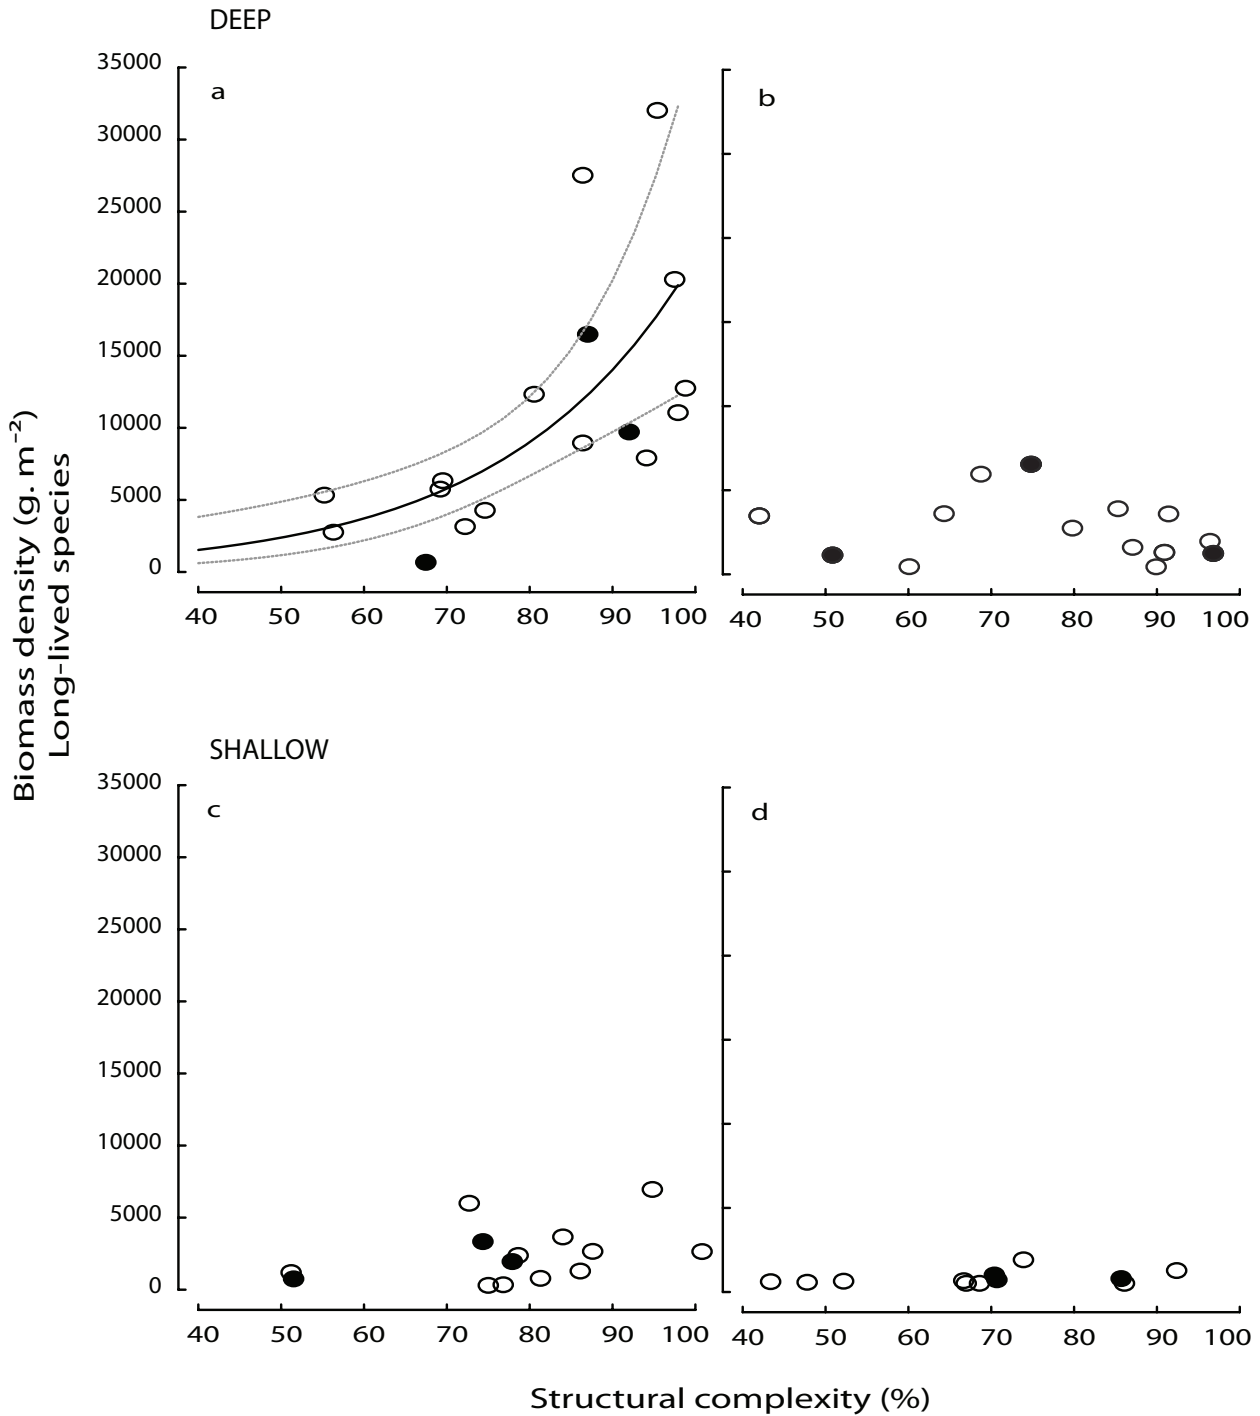 DEEP
a
b
35000
30000
25000
20000
15000
10000
5000
0
40 50 60 70 80 90 100
40 50 60 70 80 90 100
Biomass density (g. m⁻²)
Long-lived species
SHALLOW
c
d
35000
30000
25000
20000
15000
10000
5000
0
40 50 60 70 80 90 100
40 50 60 70 80 90 100
Structural complexity (%)